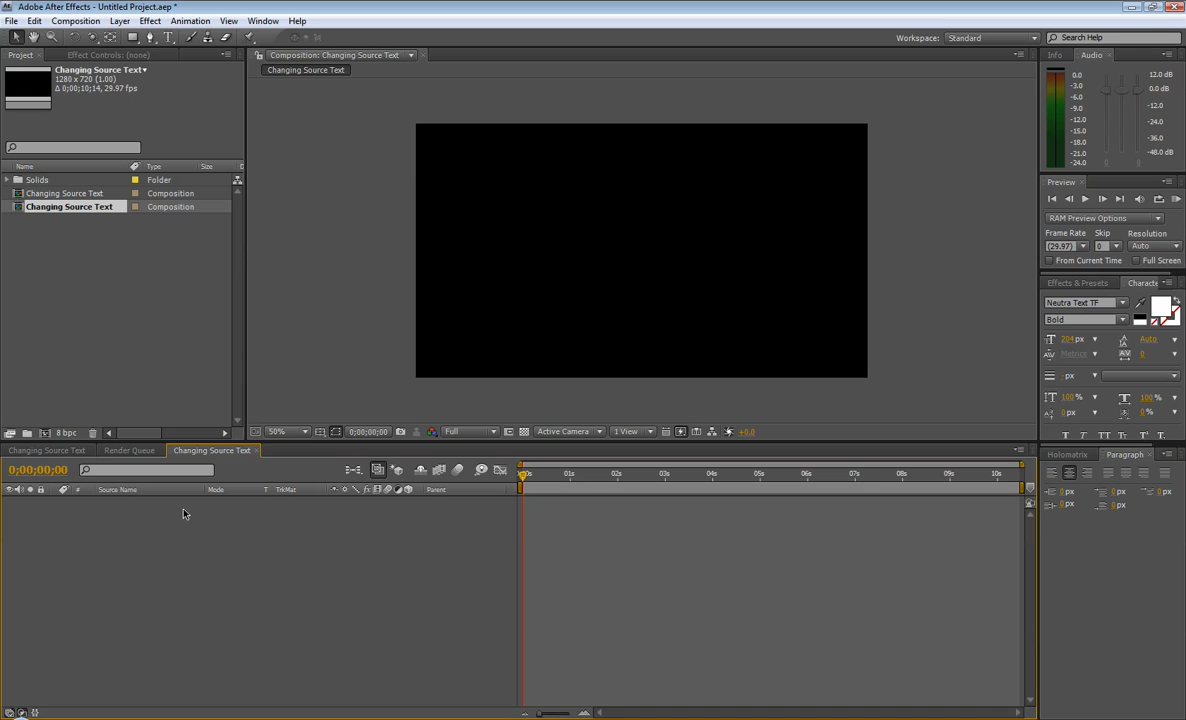 Adobe After Effects - Untitled Project.aep *
File Edit Composition Layer Effect Animation View Window Help
Workspace: Standard Search Help
Project Effect Controls: (none)
Composition: Changing Source Text
Info Audio
Changing Source Text
Changing Source Text
1280 x 720 (1.00)
Δ 0;00;10;14, 29.97 fps
0.0
-3.0
-6.0
-9.0
-12.0
-15.0
-18.0
-21.0
-24.0
12.0 dB
0.0 dB
-12.0
-24.0
-36.0
-48.0 dB
Name Type Size
Solids Folder
Changing Source Text Composition
Changing Source Text Composition
Preview
RAM Preview Options
Frame Rate Skip Resolution
(29.97) 0 Auto
From Current Time Full Screen
Effects & Presets Characte
Neutra Text TF
Bold
204 px Auto
Metrics 0
- px
100 % 100 %
0 px 0 %
T T TT Tr T' T,
8 bpc
50% 0;00;00;00 Full Active Camera 1 View +0.0
Changing Source Text Render Queue Changing Source Text
Holomatrix Paragraph
0;00;00;00
01s 02s 03s 04s 05s 06s 07s 08s 09s 10s
# Source Name Mode T TrkMat Parent
0 px 0 px 0 px
0 px 0 px